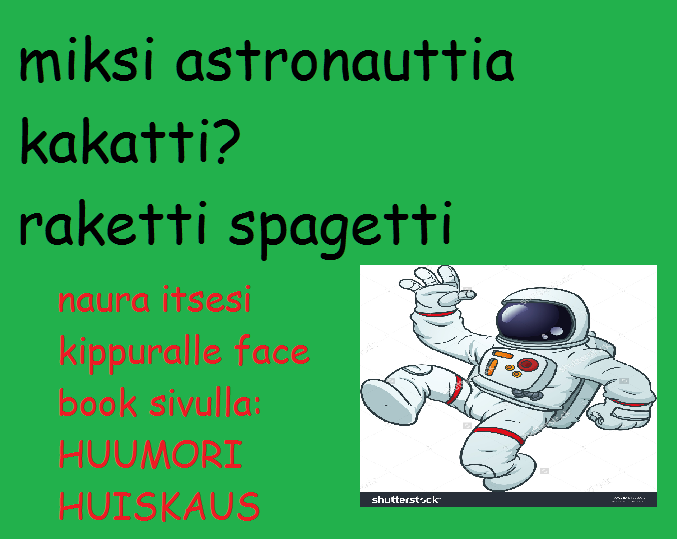 miksi astronauttia
kakatti?
raketti spagetti
naura itsesi
kippuralle face
book sivulla:
HUUMORI
HUISKAUS
shutterstock